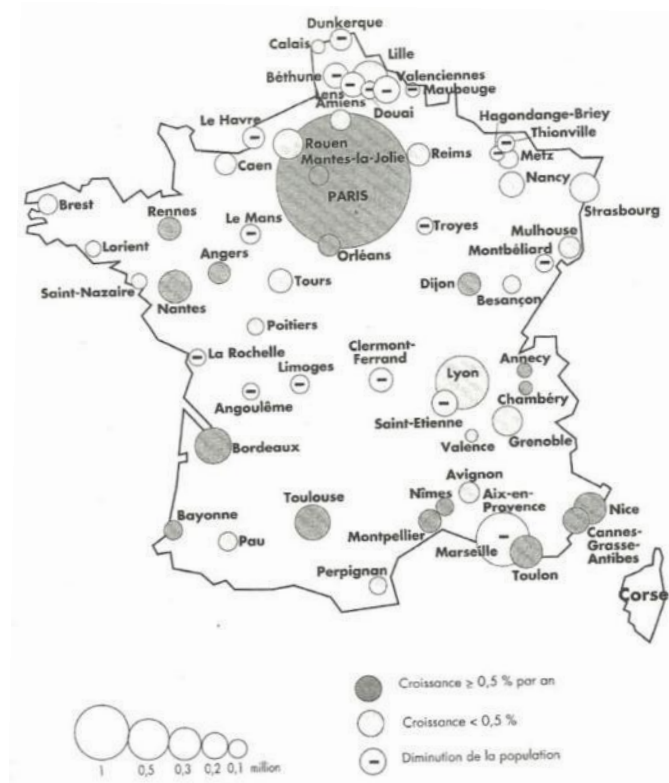 Dunkerque
Calais
Lille
Béthune
Valenciennes
Lens
Maubeuge
Amiens
Douai
Le Havre
Hagondange-Briey
Thionville
Rouen
Mantes-la-Jolie
Caen
Reims
Metz
Nancy
PARIS
Brest
Rennes
Strasbourg
Le Mans
Troyes
Mulhouse
Lorient
Angers
Orléans
Montbéliard
Saint-Nazaire
Tours
Dijon
Nantes
Besançon
Poitiers
La Rochelle
Clermont-
Ferrand
Annecy
Limoges
Lyon
Angoulême
Chambéry
Saint-Etienne
Grenoble
Valence
Bordeaux
Avignon
Toulouse
Nîmes
Aix-en-
Provence
Bayonne
Nice
Montpellier
Cannes-
Grasse-
Antibes
Pau
Marseille
Toulon
Perpignan
Corse
Croissance ≥ 0,5 % par an
Croissance < 0,5 %
Diminution de la population
1 0,5 0,3 0,2 0,1 million